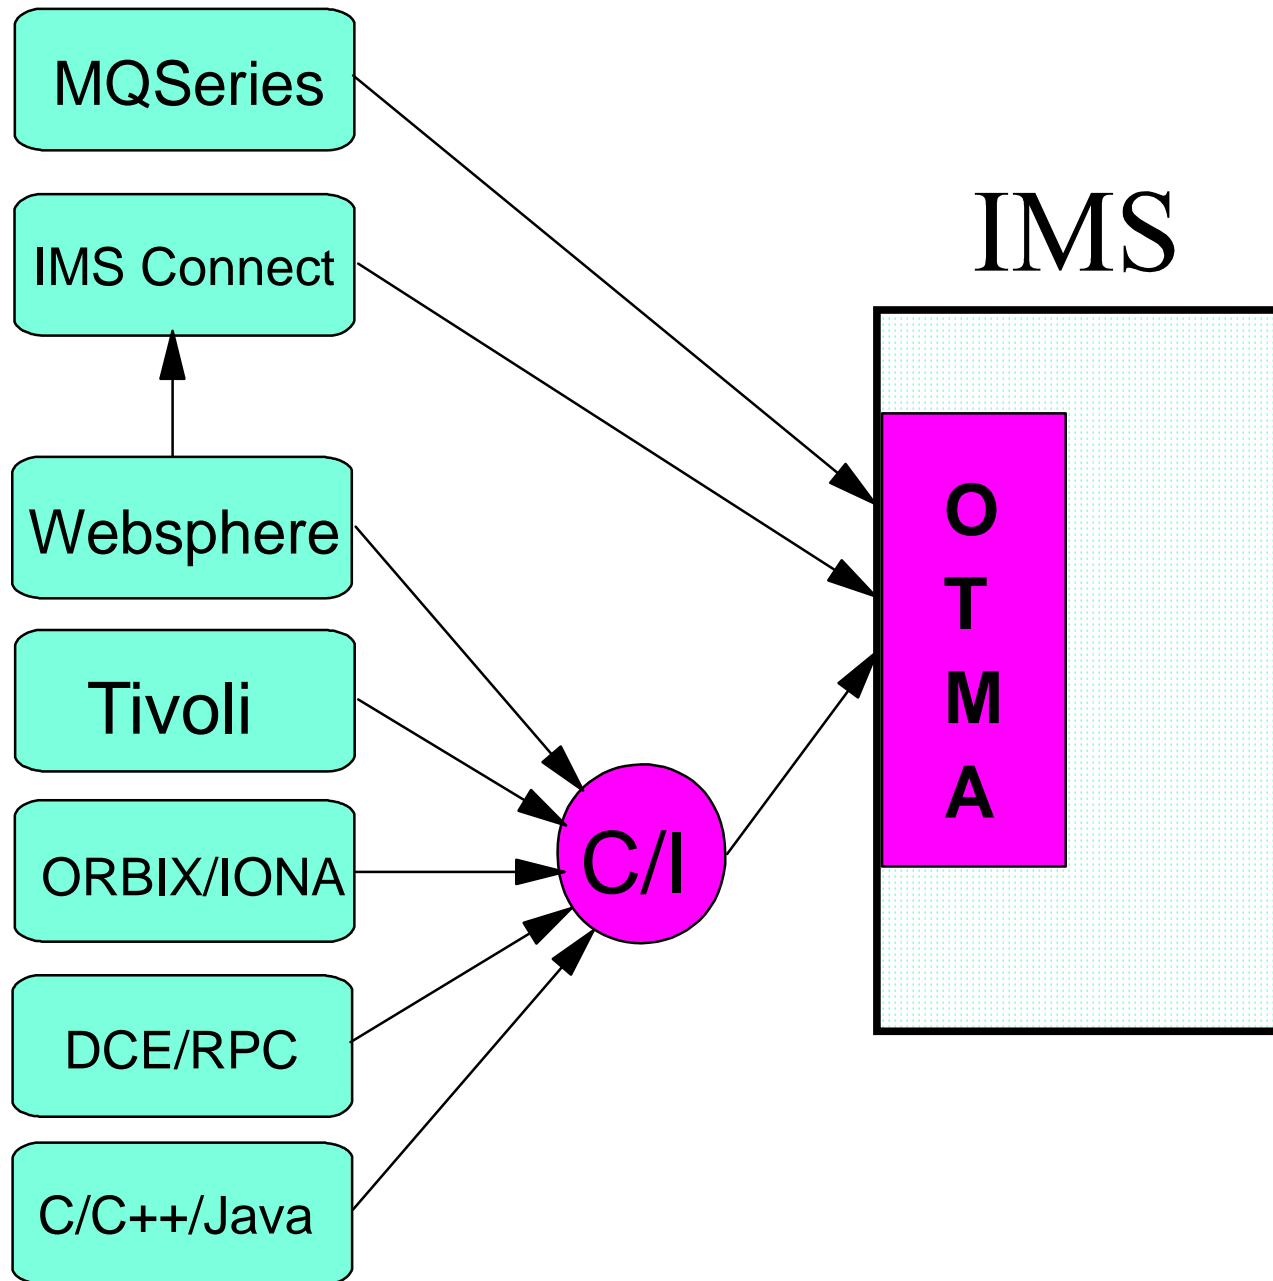 MQSeries
IMS Connect
Websphere
Tivoli
ORBIX/IONA
DCE/RPC
C/C++/Java
C/I
IMS
O
T
M
A